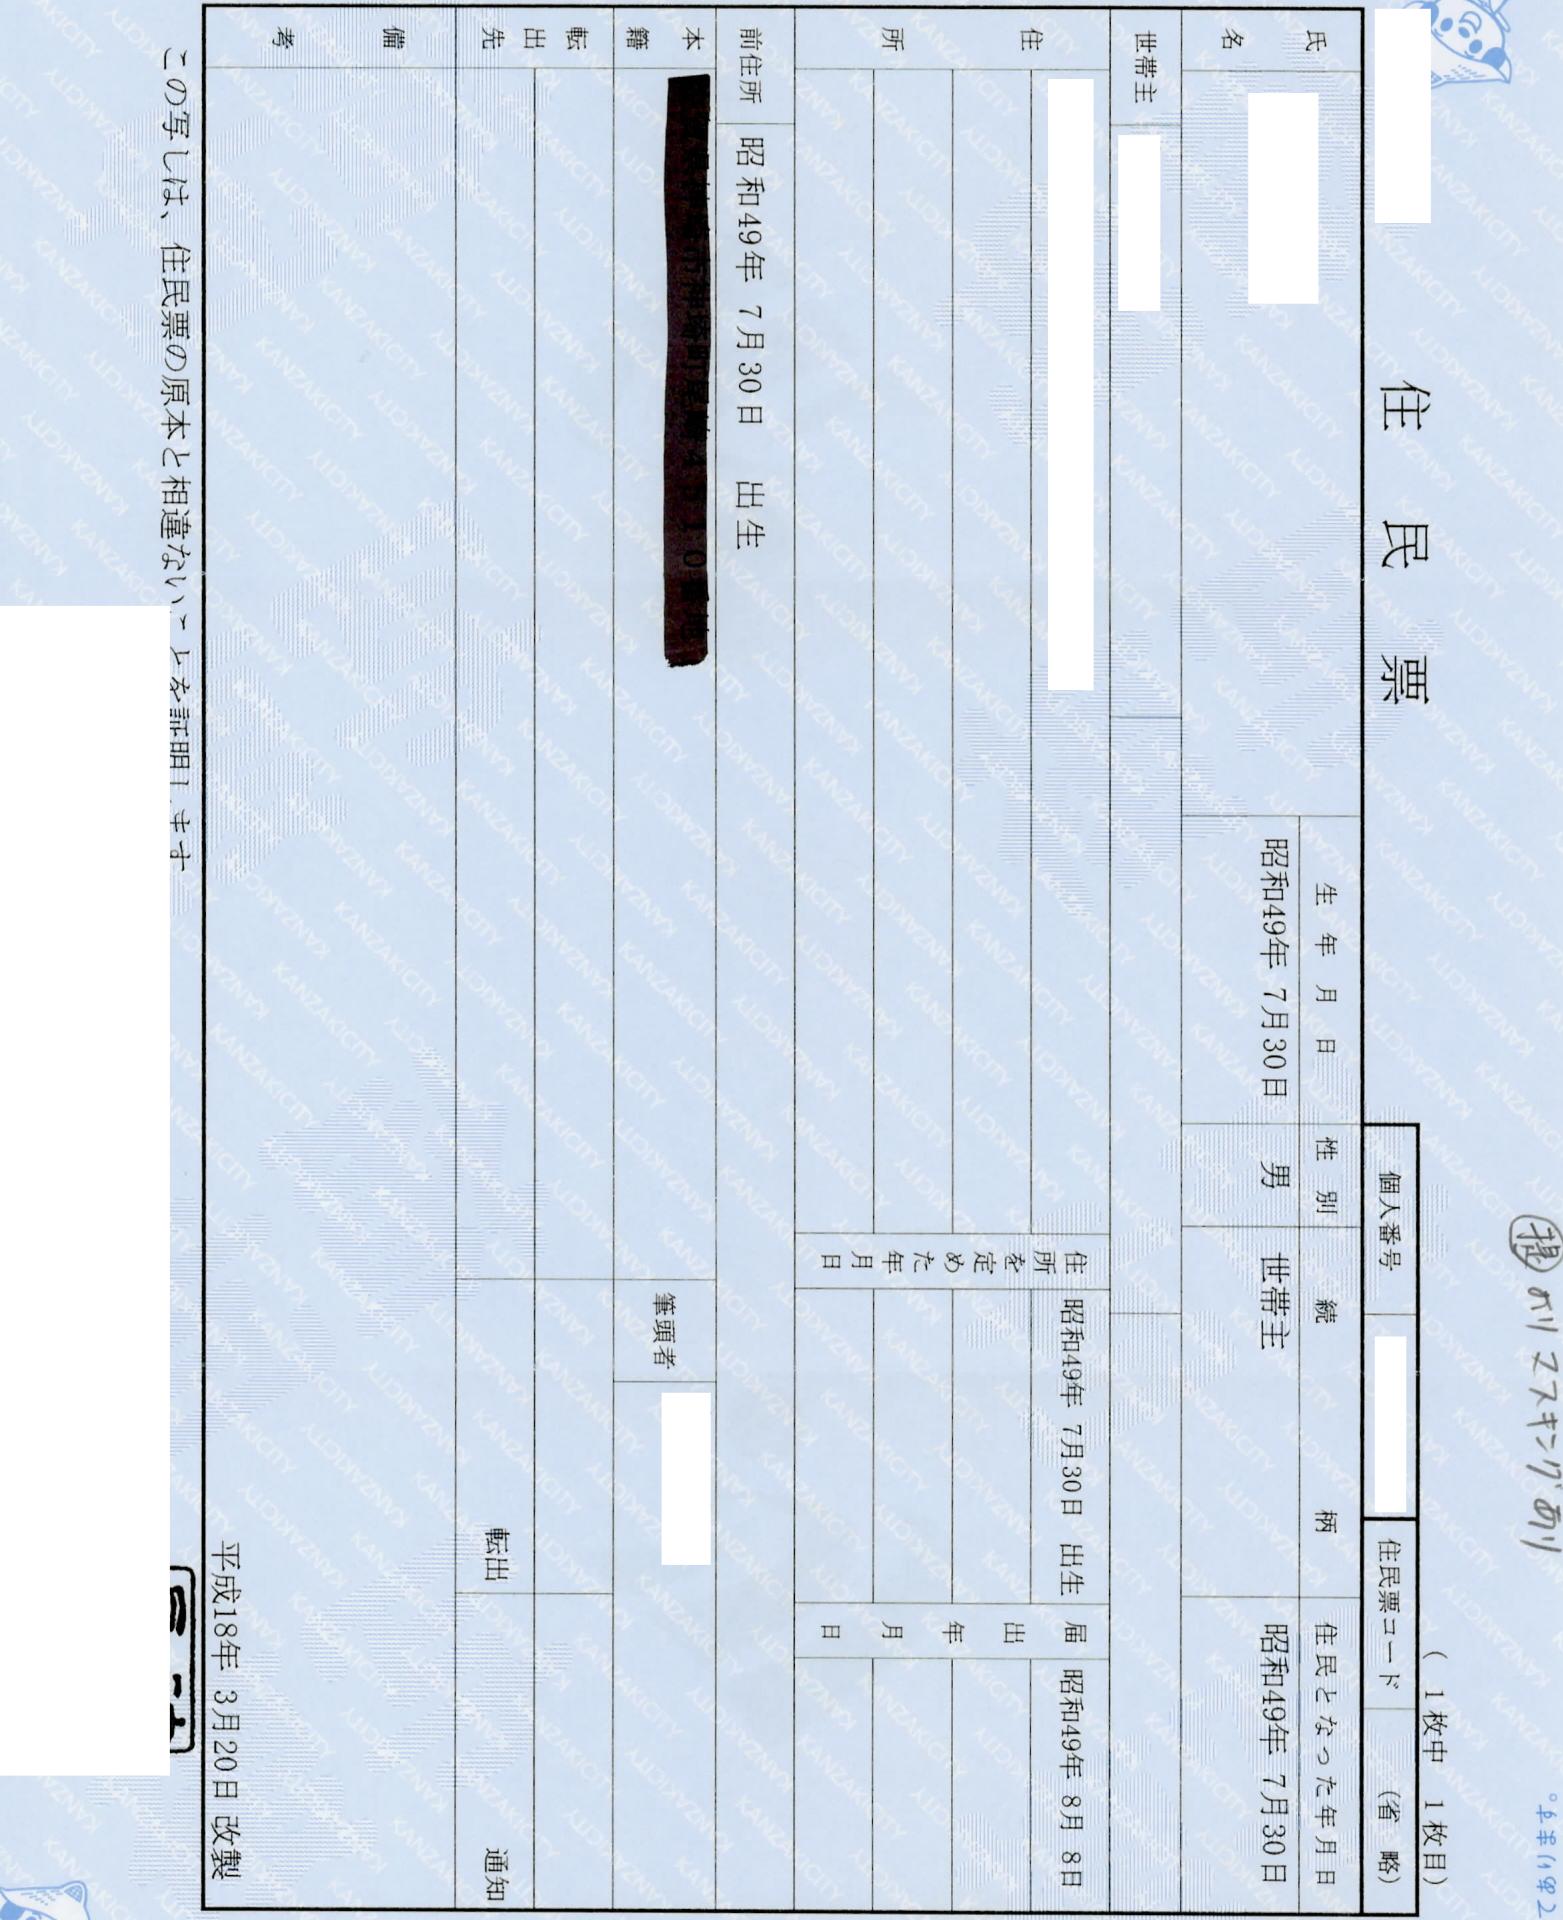 提 よりマスキングあり
(1枚中 1枚目)
住民票
個人番号
住民票コード (省略)
氏名
生年月日
性別
続柄
住民となった年月日
昭和49年 7月30日
男
世帯主
昭和49年 7月30日
世帯主
住所
住所を定めた年月日
昭和49年 7月30日 出生
届出年月日
昭和49年 8月 8日
前住所
昭和49年 7月30日 出生
本籍
筆頭者
転出先
転出
通知
備考
平成18年 3月20日 改製
この写しは、住民票の原本と相違ないことを証明します
KANZAKICITY